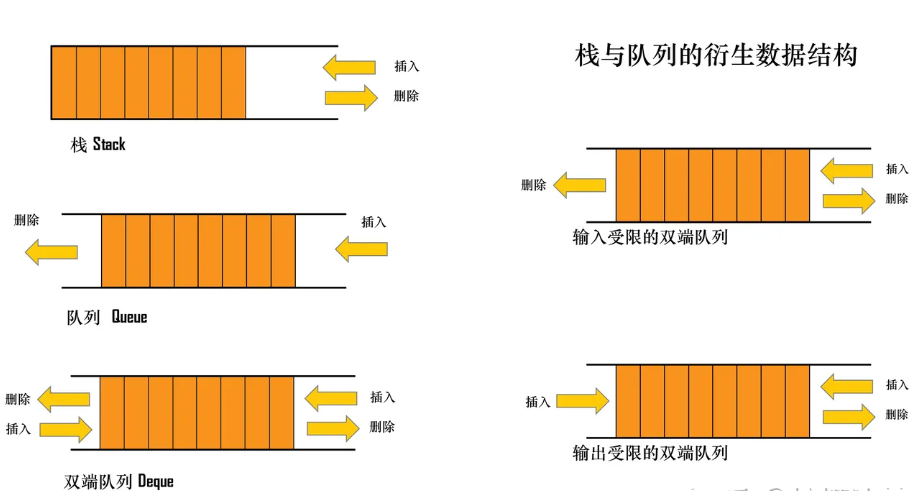 插入
删除
栈 Stack
删除
插入
队列 Queue
删除
插入
插入
删除
双端队列 Deque
栈与队列的衍生数据结构
删除
插入
删除
输入受限的双端队列
插入
插入
删除
输出受限的双端队列